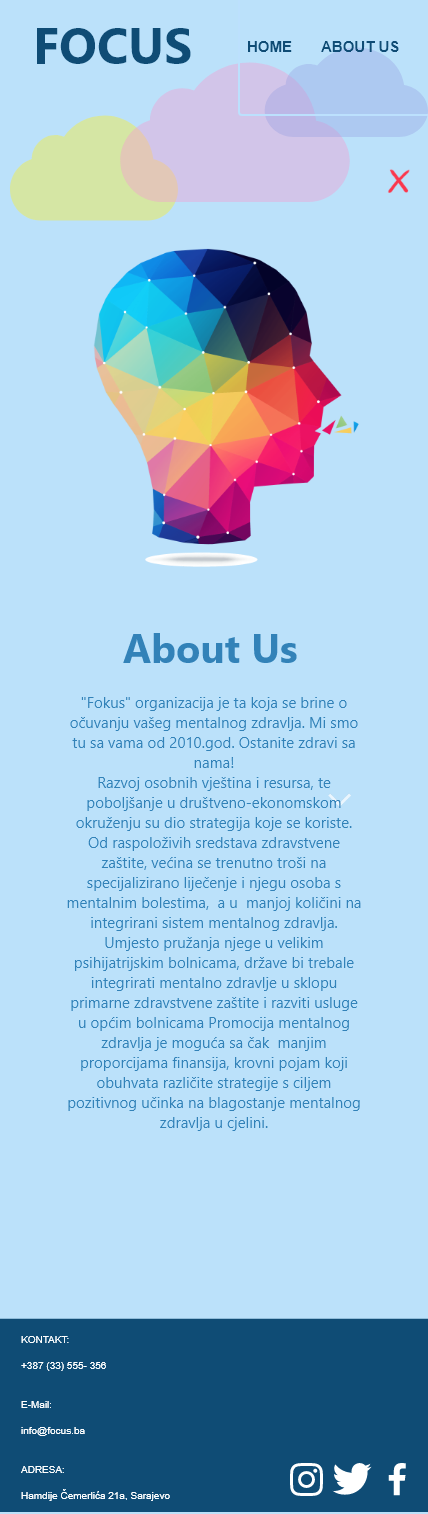 FOCUS
HOME ABOUT US
About Us
"Fokus" organizacija je ta koja se brine o
očuvanju vašeg mentalnog zdravlja. Mi smo
tu sa vama od 2010.god. Ostanite zdravi sa
nama!
Razvoj osobnih vještina i resursa, te
poboljšanje u društveno-ekonomskom
okruženju su dio strategija koje se koriste.
Od raspoloživih sredstava zdravstvene
zaštite, većina se trenutno troši na
specijalizirano liječenje i njegu osoba s
mentalnim bolestima,  a u  manjoj količini na
integrirani sistem mentalnog zdravlja.
Umjesto pružanja njege u velikim
psihijatrijskim bolnicama, države bi trebale
integrirati mentalno zdravlje u sklopu
primarne zdravstvene zaštite i razviti usluge
u općim bolnicama Promocija mentalnog
zdravlja je moguća sa čak  manjim
proporcijama finansija, krovni pojam koji
obuhvata različite strategije s ciljem
pozitivnog učinka na blagostanje mentalnog
zdravlja u cjelini.
KONTAKT:
+387 (33) 555- 356
E-Mail:
info@focus.ba
ADRESA:
Hamdije Čemerlića 21a, Sarajevo